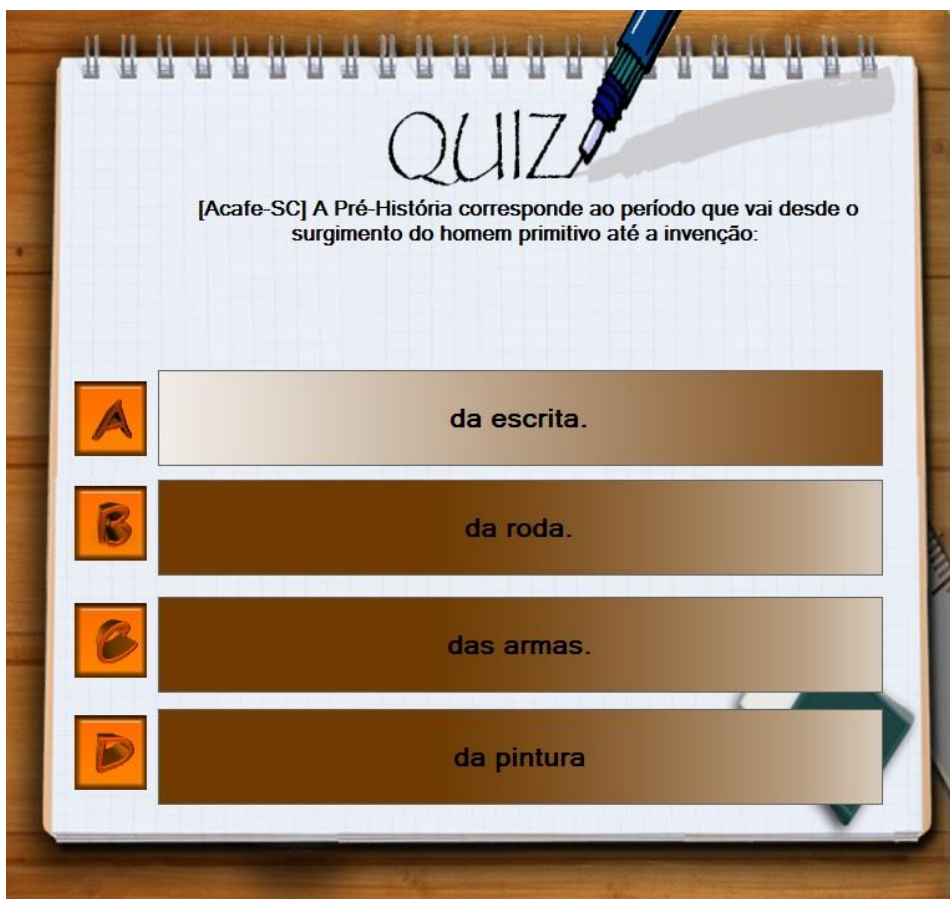 QUIZ
[Acafe-SC] A Pré-História corresponde ao período que vai desde o
surgimento do homem primitivo até a invenção:
A
da escrita.
B
da roda.
C
das armas.
D
da pintura